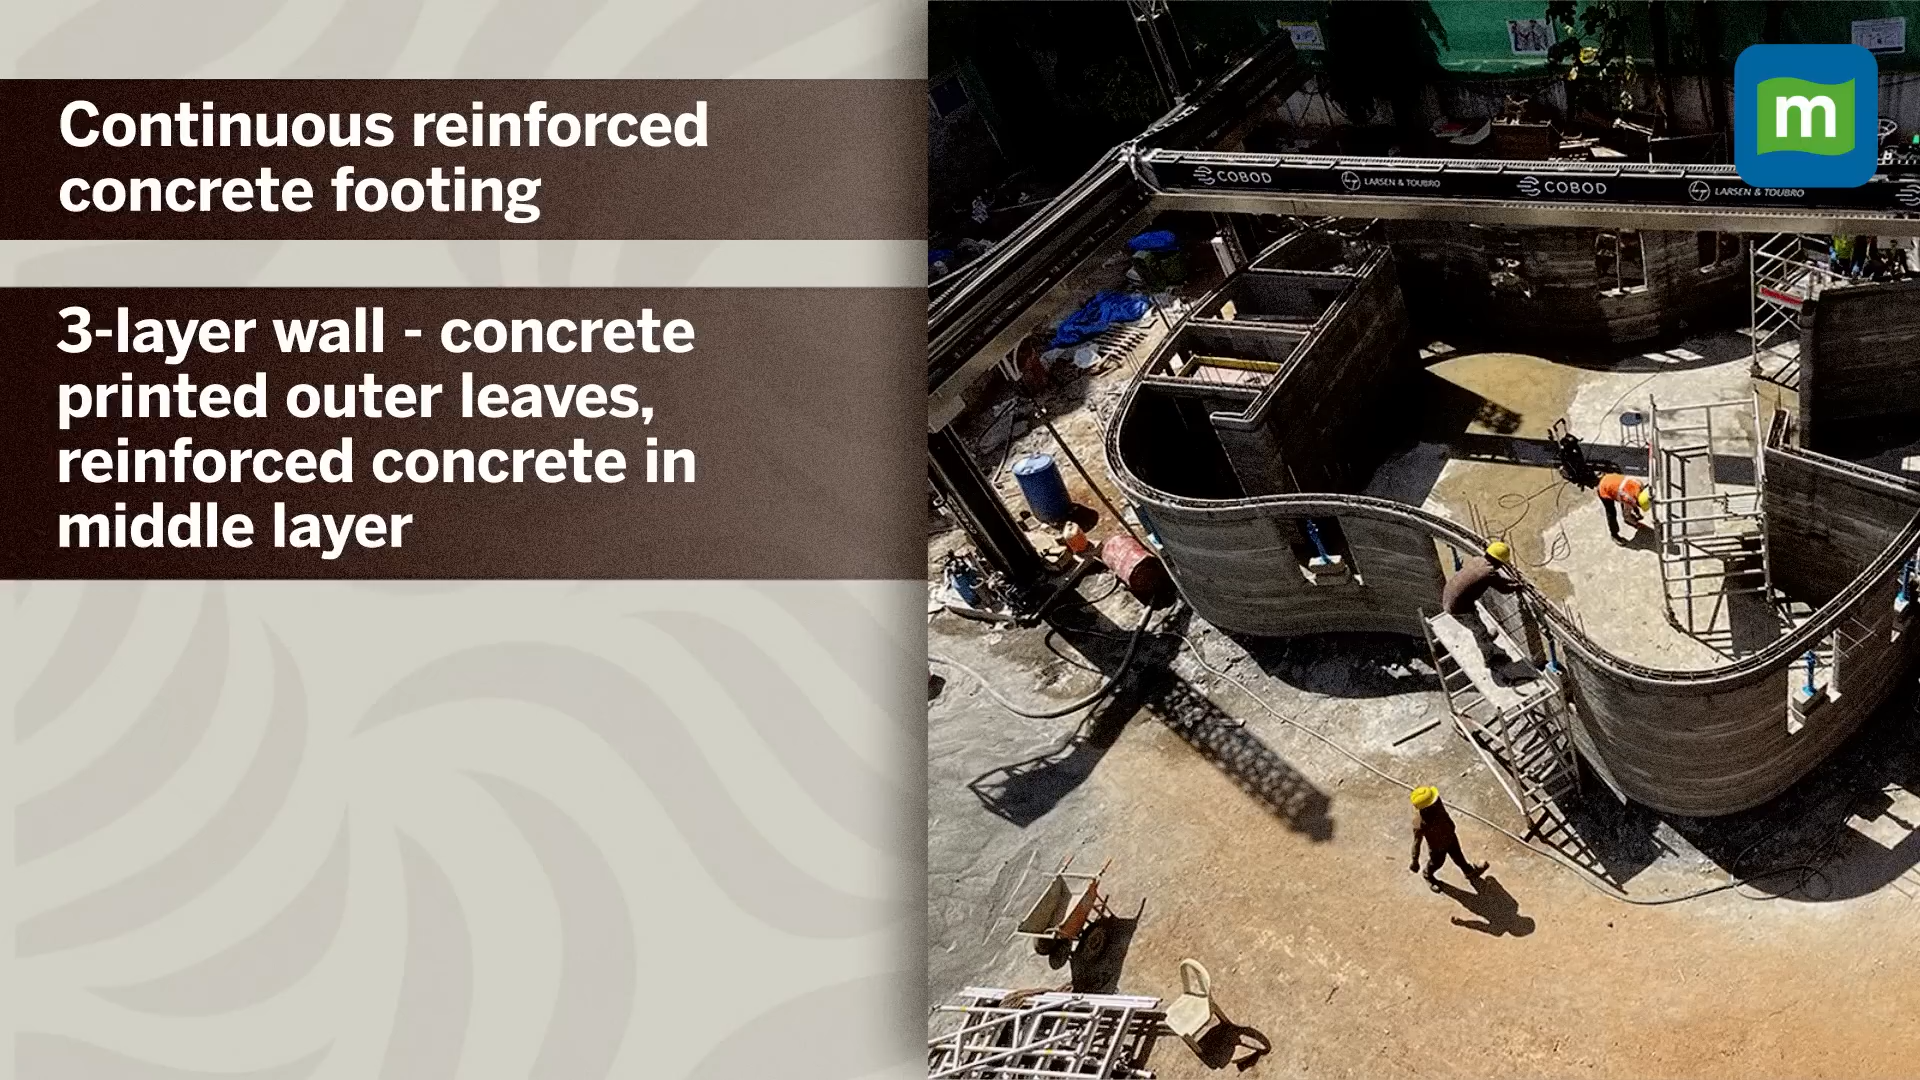 Continuous reinforced
concrete footing
3-layer wall - concrete
printed outer leaves,
reinforced concrete in
middle layer
m
COBOD
LARSEN & TOUBRO
COBOD
LARSEN & TOUBRO